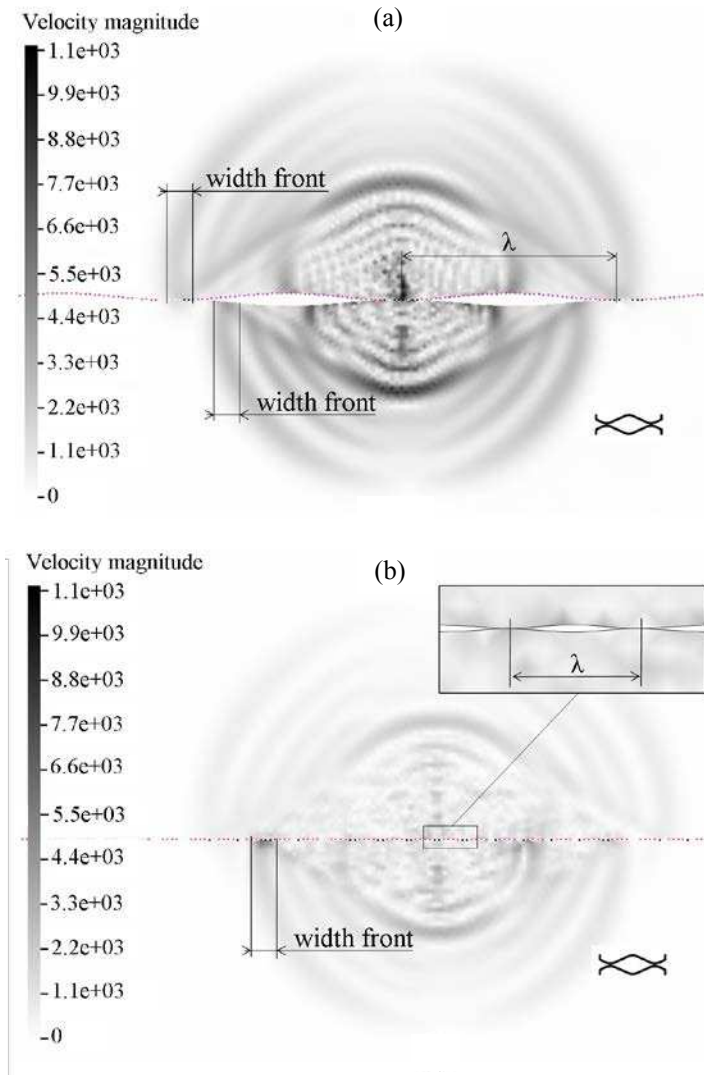 Velocity magnitude
(a)
-1.1e+03
-9.9e+03
-8.8e+03
-7.7e+03
-6.6e+03
-5.5e+03
-4.4e+03
-3.3e+03
-2.2e+03
-1.1e+03
-0
width front
λ
width front
Velocity magnitude
(b)
-1.1e+03
-9.9e+03
-8.8e+03
-7.7e+03
-6.6e+03
-5.5e+03
-4.4e+03
-3.3e+03
-2.2e+03
-1.1e+03
-0
λ
width front